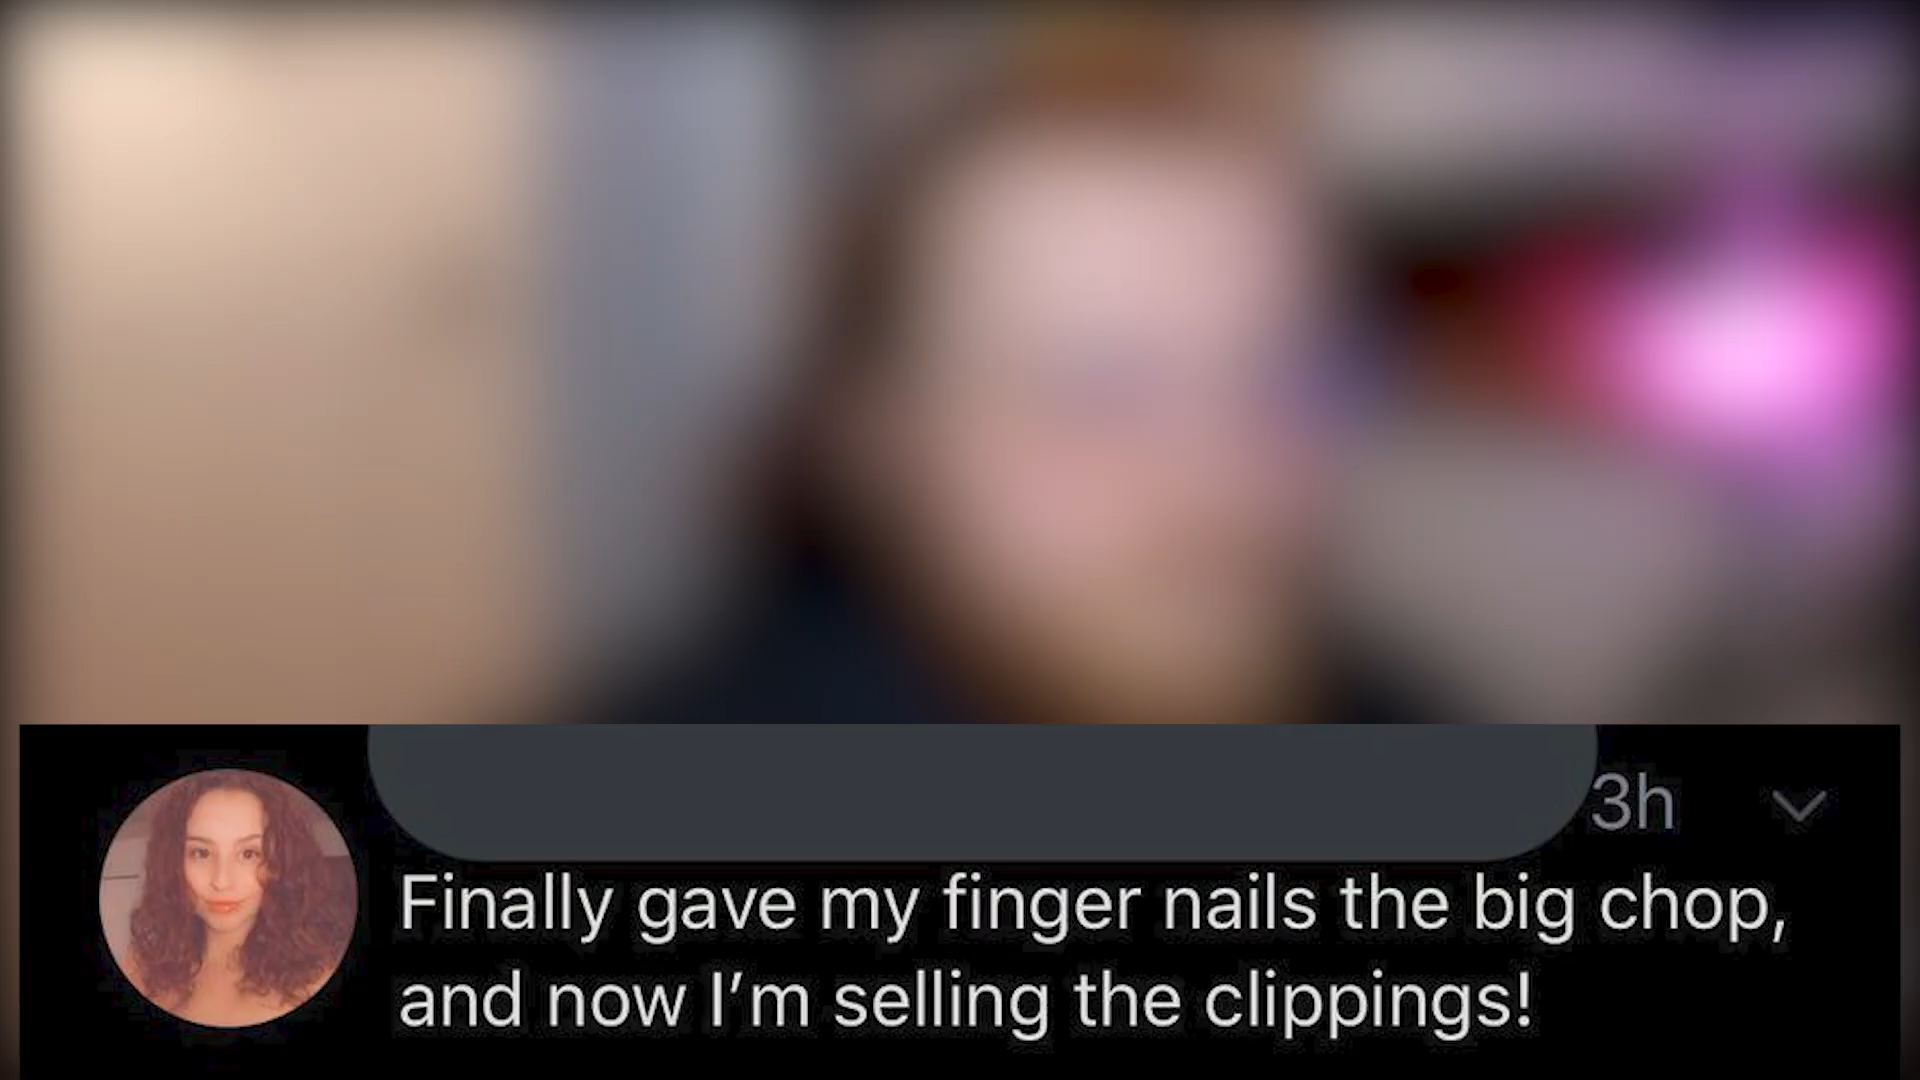 3h
Finally gave my finger nails the big chop,
and now I’m selling the clippings!